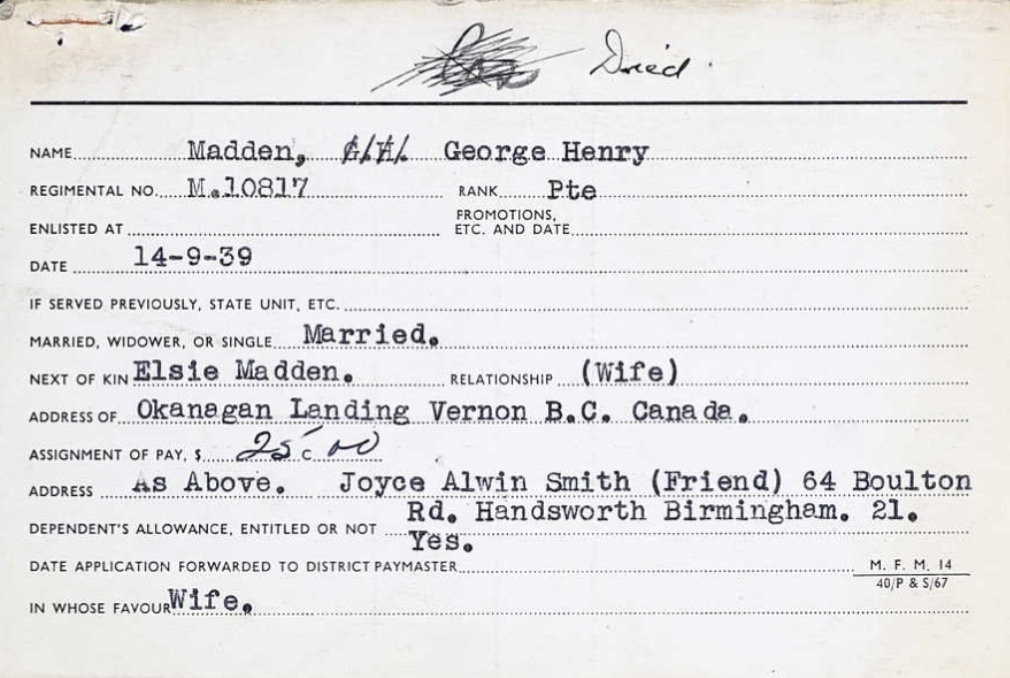 Died
NAME Madden, G.H. George Henry
REGIMENTAL NO. M.10817 RANK Pte
ENLISTED AT PROMOTIONS, ETC. AND DATE
DATE 14-9-39
IF SERVED PREVIOUSLY, STATE UNIT, ETC.
MARRIED, WIDOWER, OR SINGLE Married.
NEXT OF KIN Elsie Madden. RELATIONSHIP (Wife)
ADDRESS OF Okanagan Landing Vernon B.C. Canada.
ASSIGNMENT OF PAY, $ 25 C 00
ADDRESS As Above. Joyce Alwin Smith (Friend) 64 Boulton
Rd. Handsworth Birmingham. 21.
DEPENDENT'S ALLOWANCE, ENTITLED OR NOT Yes.
DATE APPLICATION FORWARDED TO DISTRICT PAYMASTER M. F. M. 14
40/P & S/67
IN WHOSE FAVOUR Wife.